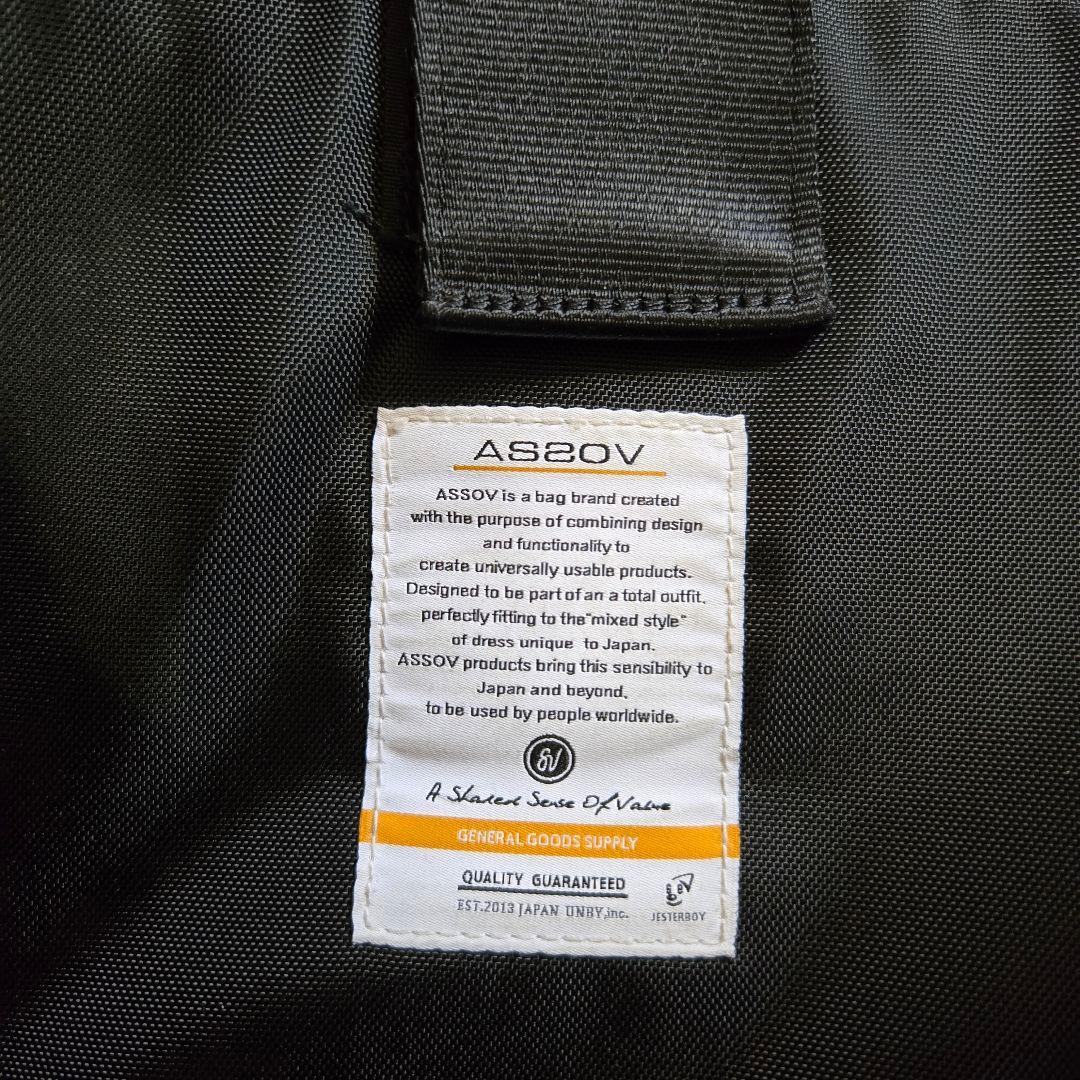 ASSOV
ASSOV is a bag brand created
with the purpose of combining design
and functionality to
create universally usable products.
Designed to be part of an a total outfit.
perfectly fitting to the "mixed style"
of dress unique to Japan.
ASSOV products bring this sensibility to
Japan and beyond,
to be used by people worldwide.
A Shared Sense Of Value
GENERAL GOODS SUPPLY
QUALITY GUARANTEED
EST.2013 JAPAN UNBY,inc.
JESTERBOY